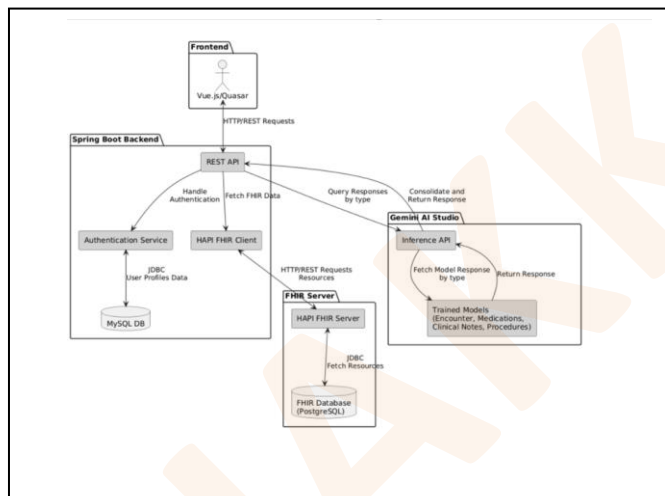 Frontend
Vue.js/Quasar
HTTP/REST Requests
Spring Boot Backend
REST API
Handle
Authentication
Fetch FHIR Data
Query Responses
by type
Consolidate and
Return Response
Gemini AI Studio
Authentication Service
HAPI FHIR Client
Inference API
JDBC
User Profiles Data
HTTP/REST Requests
Resources
Fetch Model Response
by type
Return Response
MySQL DB
FHIR Server
HAPI FHIR Server
Trained Models
(Encounter, Medications,
Clinical Notes, Procedures)
JDBC
Fetch Resources
FHIR Database
(PostgreSQL)